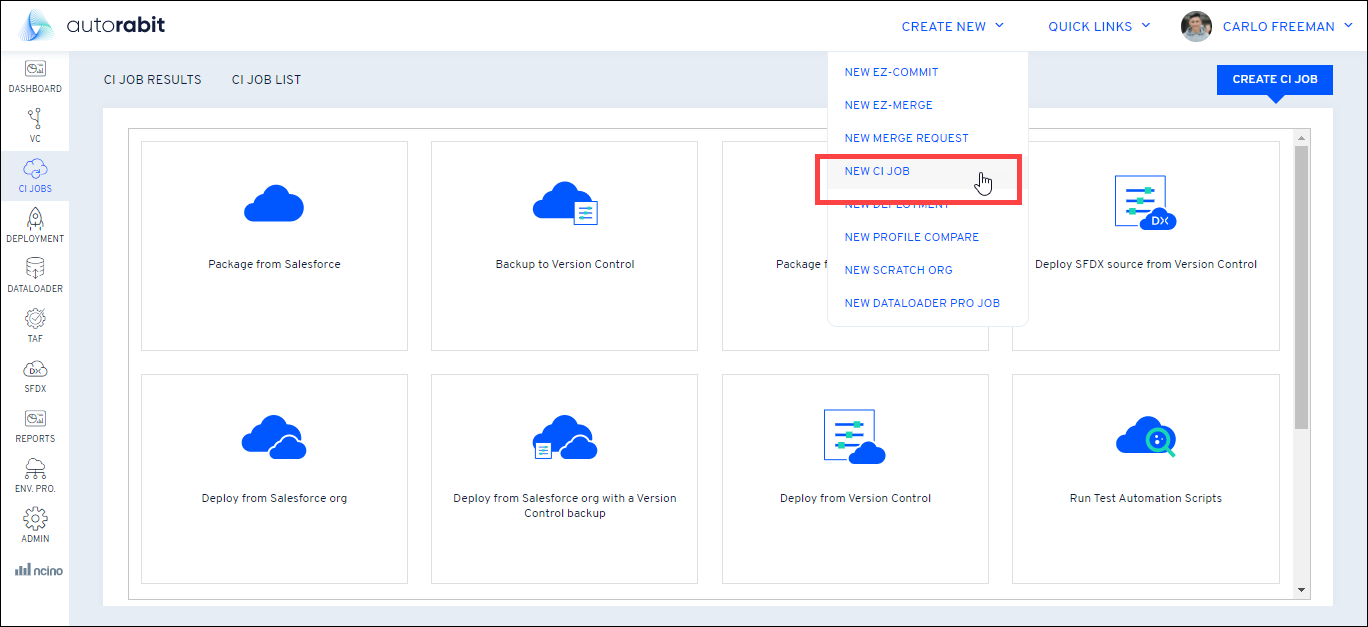 autorabit
CREATE NEW
QUICK LINKS
CARLO FREEMAN
DASHBOARD
VC
CI JOBS
DEPLOYMENT
DATALOADER
TAF
DX
SFDX
REPORTS
ENV. PRO.
ADMIN
ncino
CI JOB RESULTS
CI JOB LIST
CREATE CI JOB
NEW EZ-COMMIT
NEW EZ-MERGE
NEW MERGE REQUEST
NEW CI JOB
NEW DEPLOYMENT
NEW PROFILE COMPARE
NEW SCRATCH ORG
NEW DATALOADER PRO JOB
Package from Salesforce
Backup to Version Control
Package f
DX
Deploy SFDX source from Version Control
Deploy from Salesforce org
Deploy from Salesforce org with a Version
Control backup
Deploy from Version Control
Run Test Automation Scripts